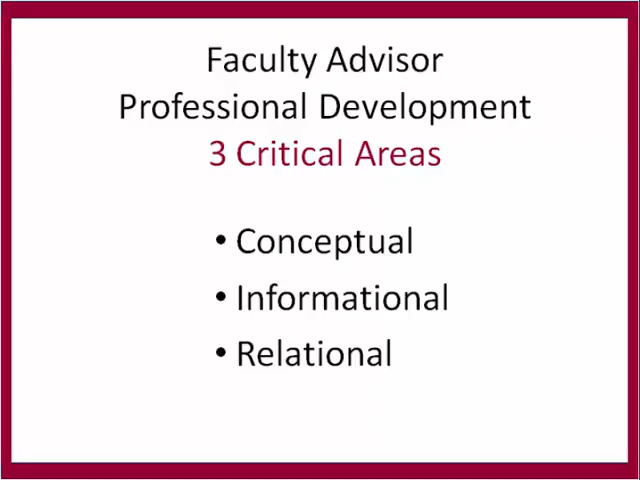 Faculty Advisor
Professional Development
3 Critical Areas
• Conceptual
• Informational
• Relational